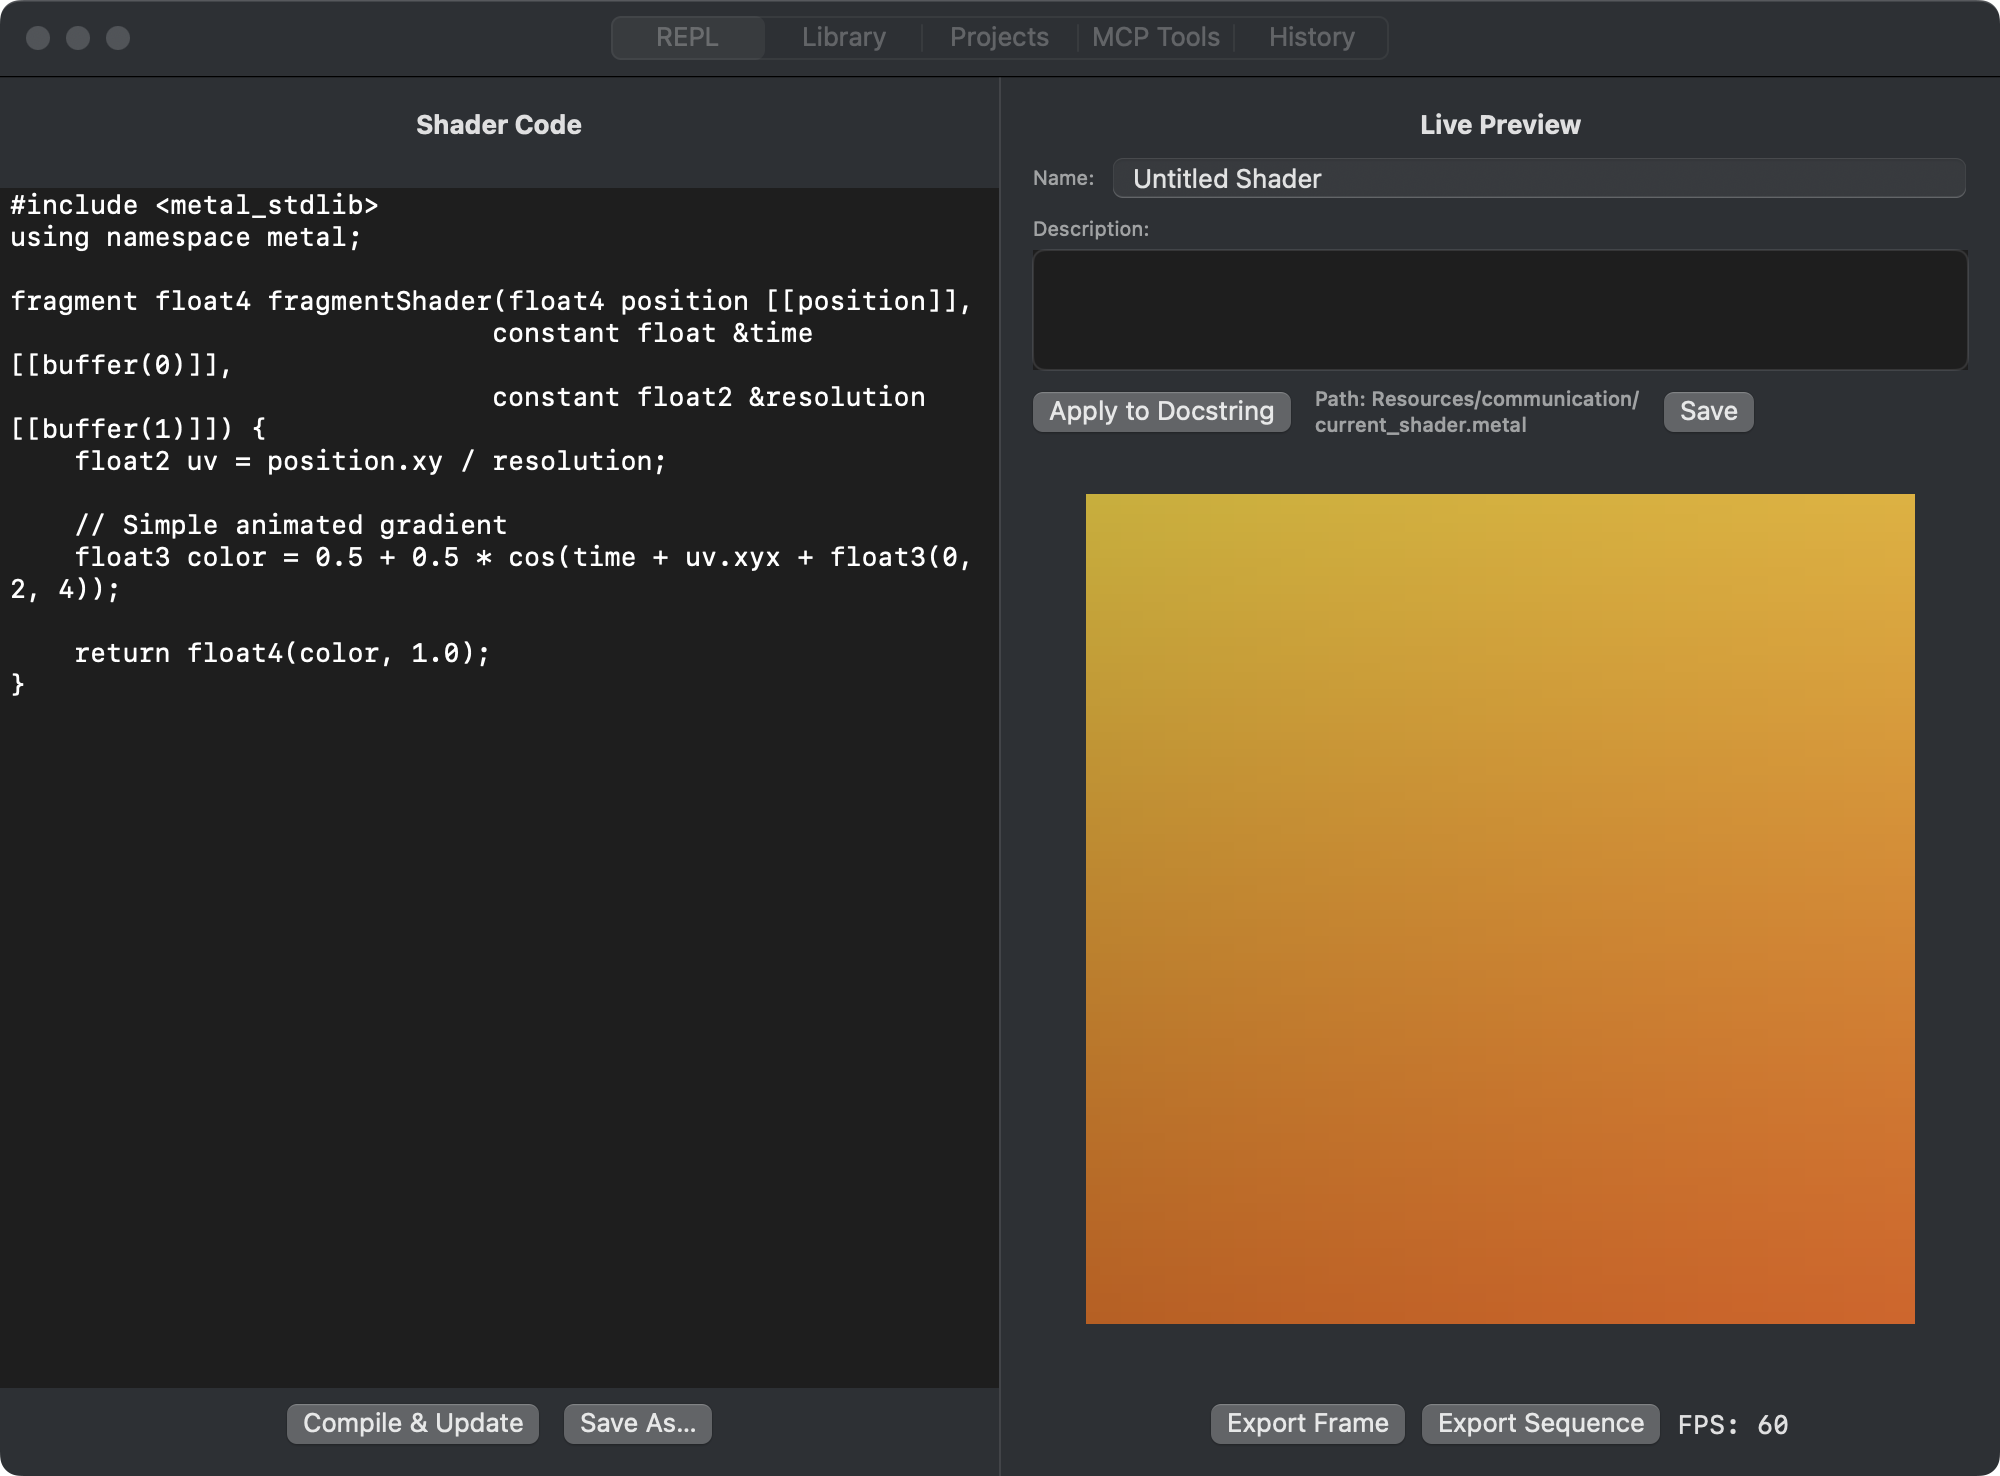 REPL Library Projects MCP Tools History
Shader Code
#include <metal_stdlib>
using namespace metal;
fragment float4 fragmentShader(float4 position [[position]],
                              constant float &time
[[buffer(0)]],
                              constant float2 &resolution
[[buffer(1)]]) {
    float2 uv = position.xy / resolution;
    // Simple animated gradient
    float3 color = 0.5 + 0.5 * cos(time + uv.xyx + float3(0,
2, 4));
    return float4(color, 1.0);
}
Compile & Update Save As...
Live Preview
Name: Untitled Shader
Description:
Apply to Docstring
Path: Resources/communication/
current_shader.metal
Save
Export Frame Export Sequence FPS: 60